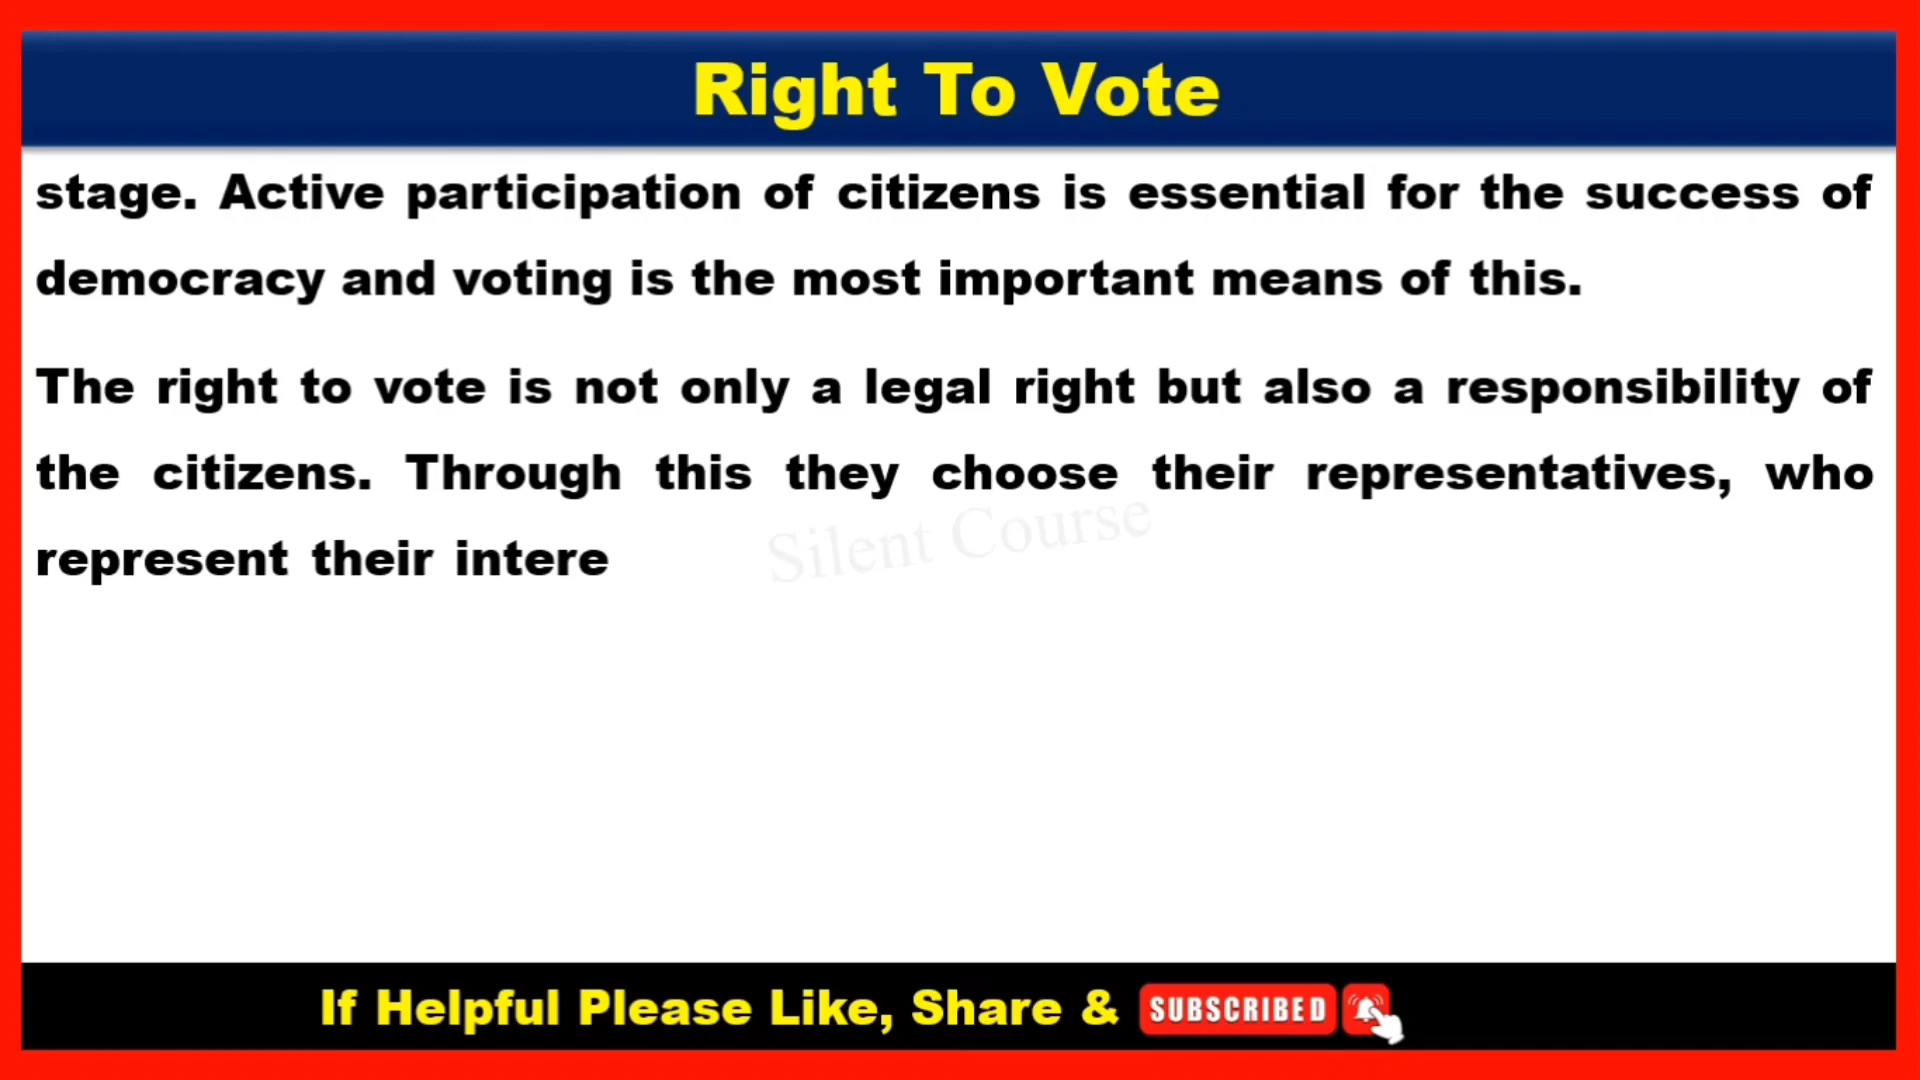 Right To Vote
stage. Active participation of citizens is essential for the success of
democracy and voting is the most important means of this.
The right to vote is not only a legal right but also a responsibility of
the citizens. Through this they choose their representatives, who
represent their intere
Silent Course
If Helpful Please Like, Share & SUBSCRIBED